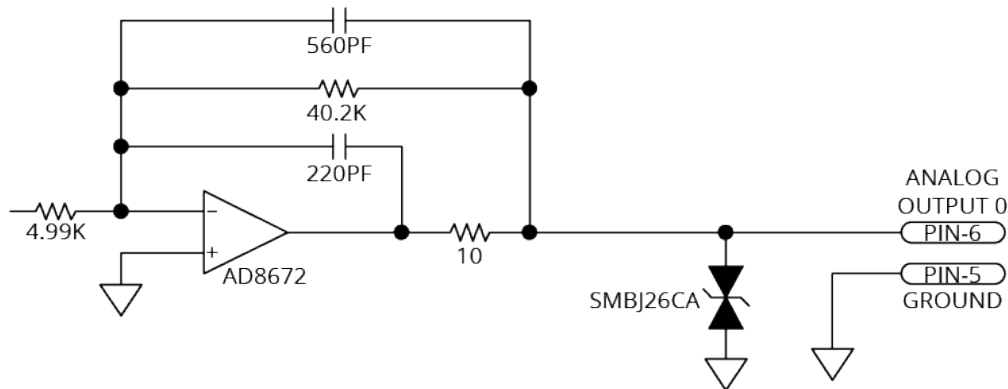 560PF
40.2K
220PF
4.99K
−
+
AD8672
10
SMBJ26CA
ANALOG
OUTPUT 0
PIN-6
PIN-5
GROUND